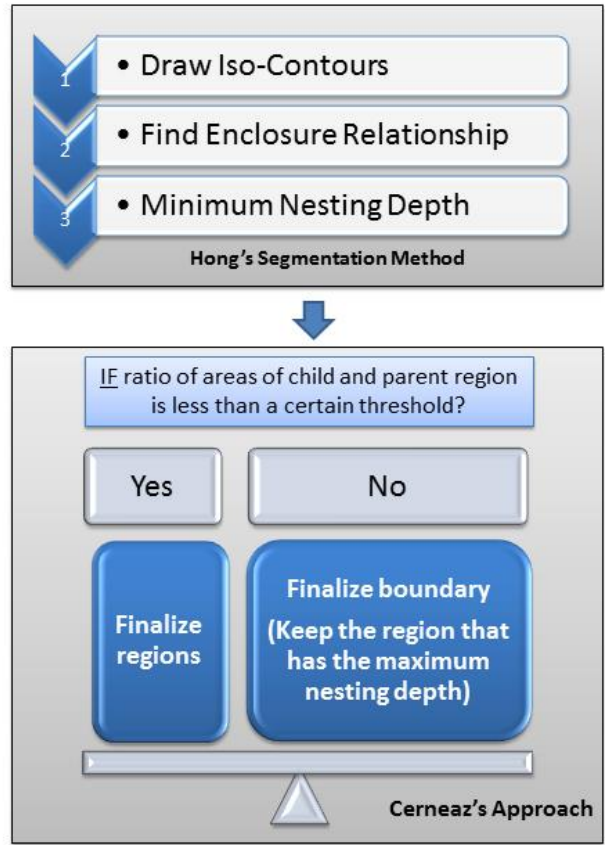 1 • Draw Iso-Contours
2 • Find Enclosure Relationship
3 • Minimum Nesting Depth
Hong’s Segmentation Method
IF ratio of areas of child and parent region
is less than a certain threshold?
Yes
No
Finalize
regions
Finalize boundary
(Keep the region that
has the maximum
nesting depth)
Cerneaz’s Approach